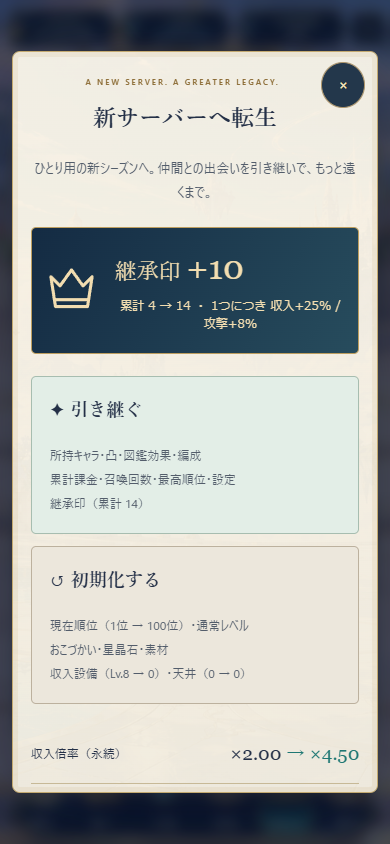 A NEW SERVER. A GREATER LEGACY.
×
新サーバーへ転生
ひとり用の新シーズンへ。仲間との出会いを引き継いで、もっと遠
くまで。
継承印 +10
累計 4 → 14 ・ 1つにつき 収入+25% /
攻撃+8%
✦ 引き継ぐ
所持キャラ・凸・図鑑効果・編成
累計課金・召喚回数・最高順位・設定
継承印（累計 14）
↺ 初期化する
現在順位（1位 → 100位）・通常レベル
おこづかい・星晶石・素材
収入設備（Lv.8 → 0）・天井（0 → 0）
収入倍率（永続） ×2.00 → ×4.50